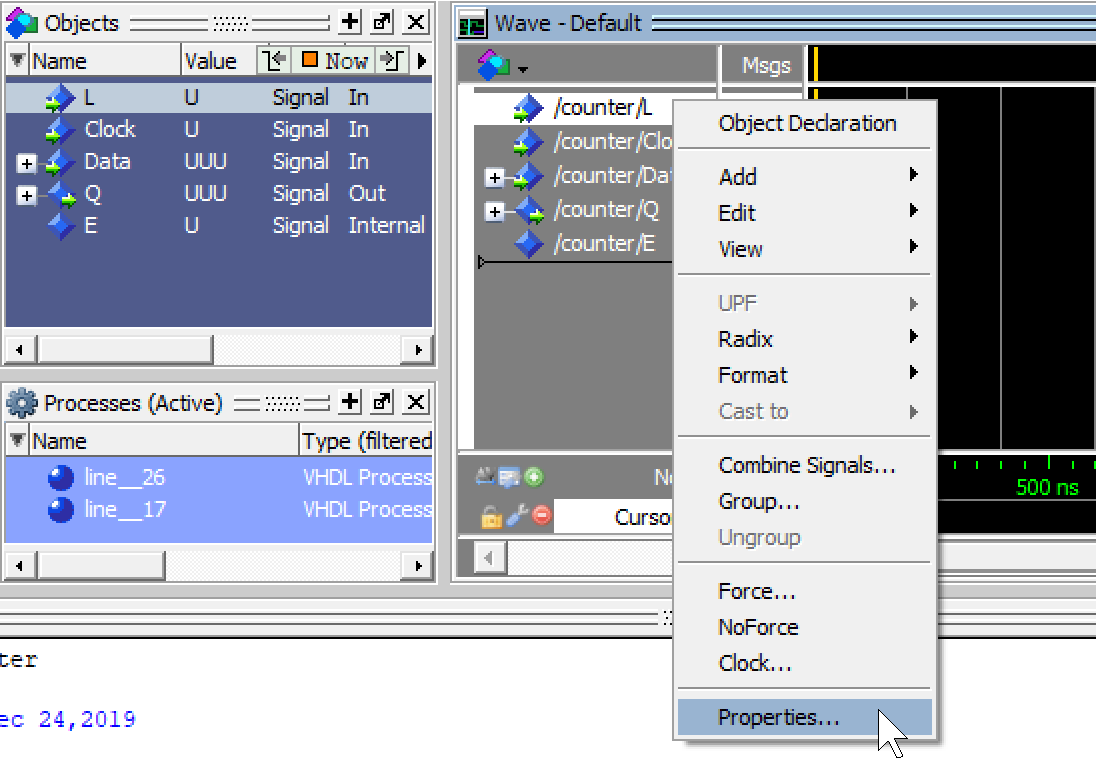 Objects
Name Value Now
L U Signal In
Clock U Signal In
Data UUU Signal In
Q UUU Signal Out
E U Signal Internal
Processes (Active)
Name Type (filtered
line__26 VHDL Process
line__17 VHDL Process
Wave - Default
Msgs
/counter/L
/counter/Clo
/counter/Da
/counter/Q
/counter/E
N
Curso
500 ns
Object Declaration
Add
Edit
View
UPF
Radix
Format
Cast to
Combine Signals...
Group...
Ungroup
Force...
NoForce
Clock...
Properties...
ter
ec 24,2019